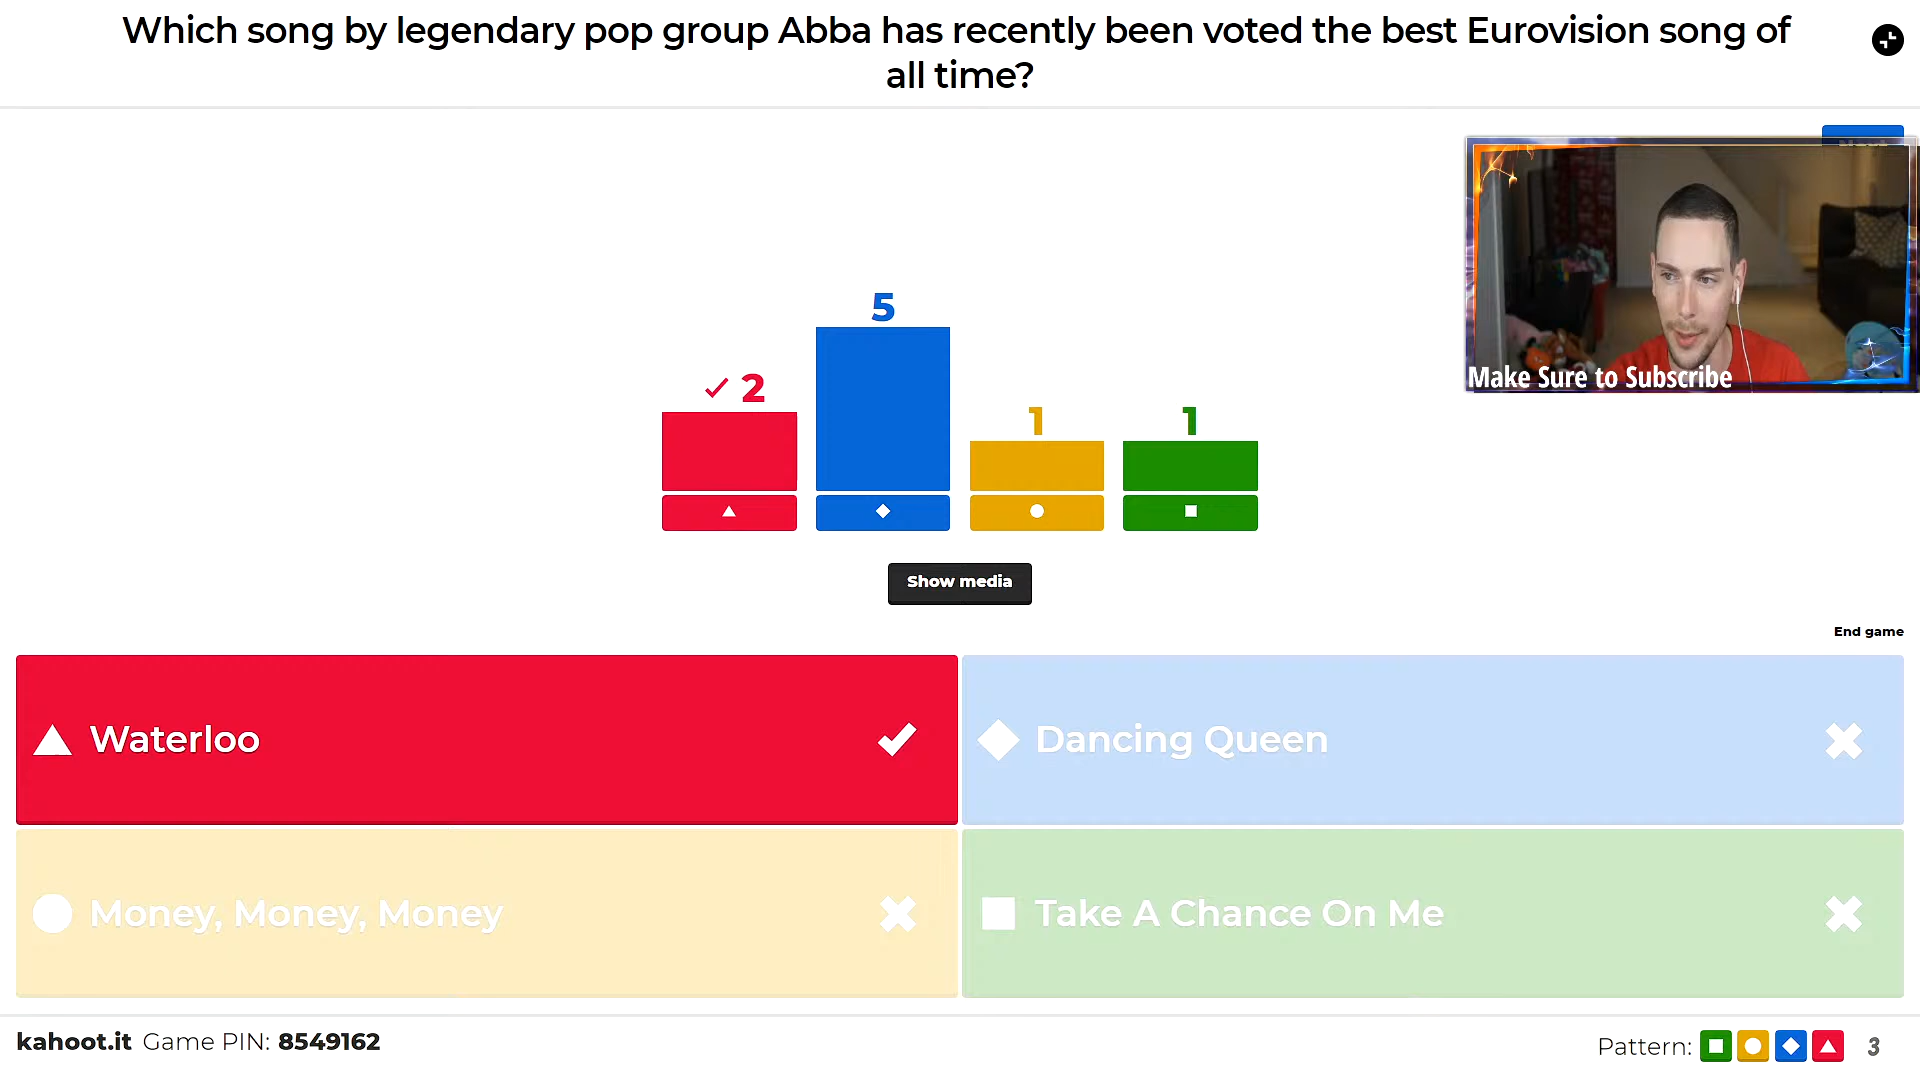 Which song by legendary pop group Abba has recently been voted the best Eurovision song of
all time?
5
2
1
1
Make Sure to Subscribe
Show media
End game
Waterloo
Dancing Queen
Money, Money, Money
Take A Chance On Me
kahoot.it Game PIN: 8549162
Pattern:
3